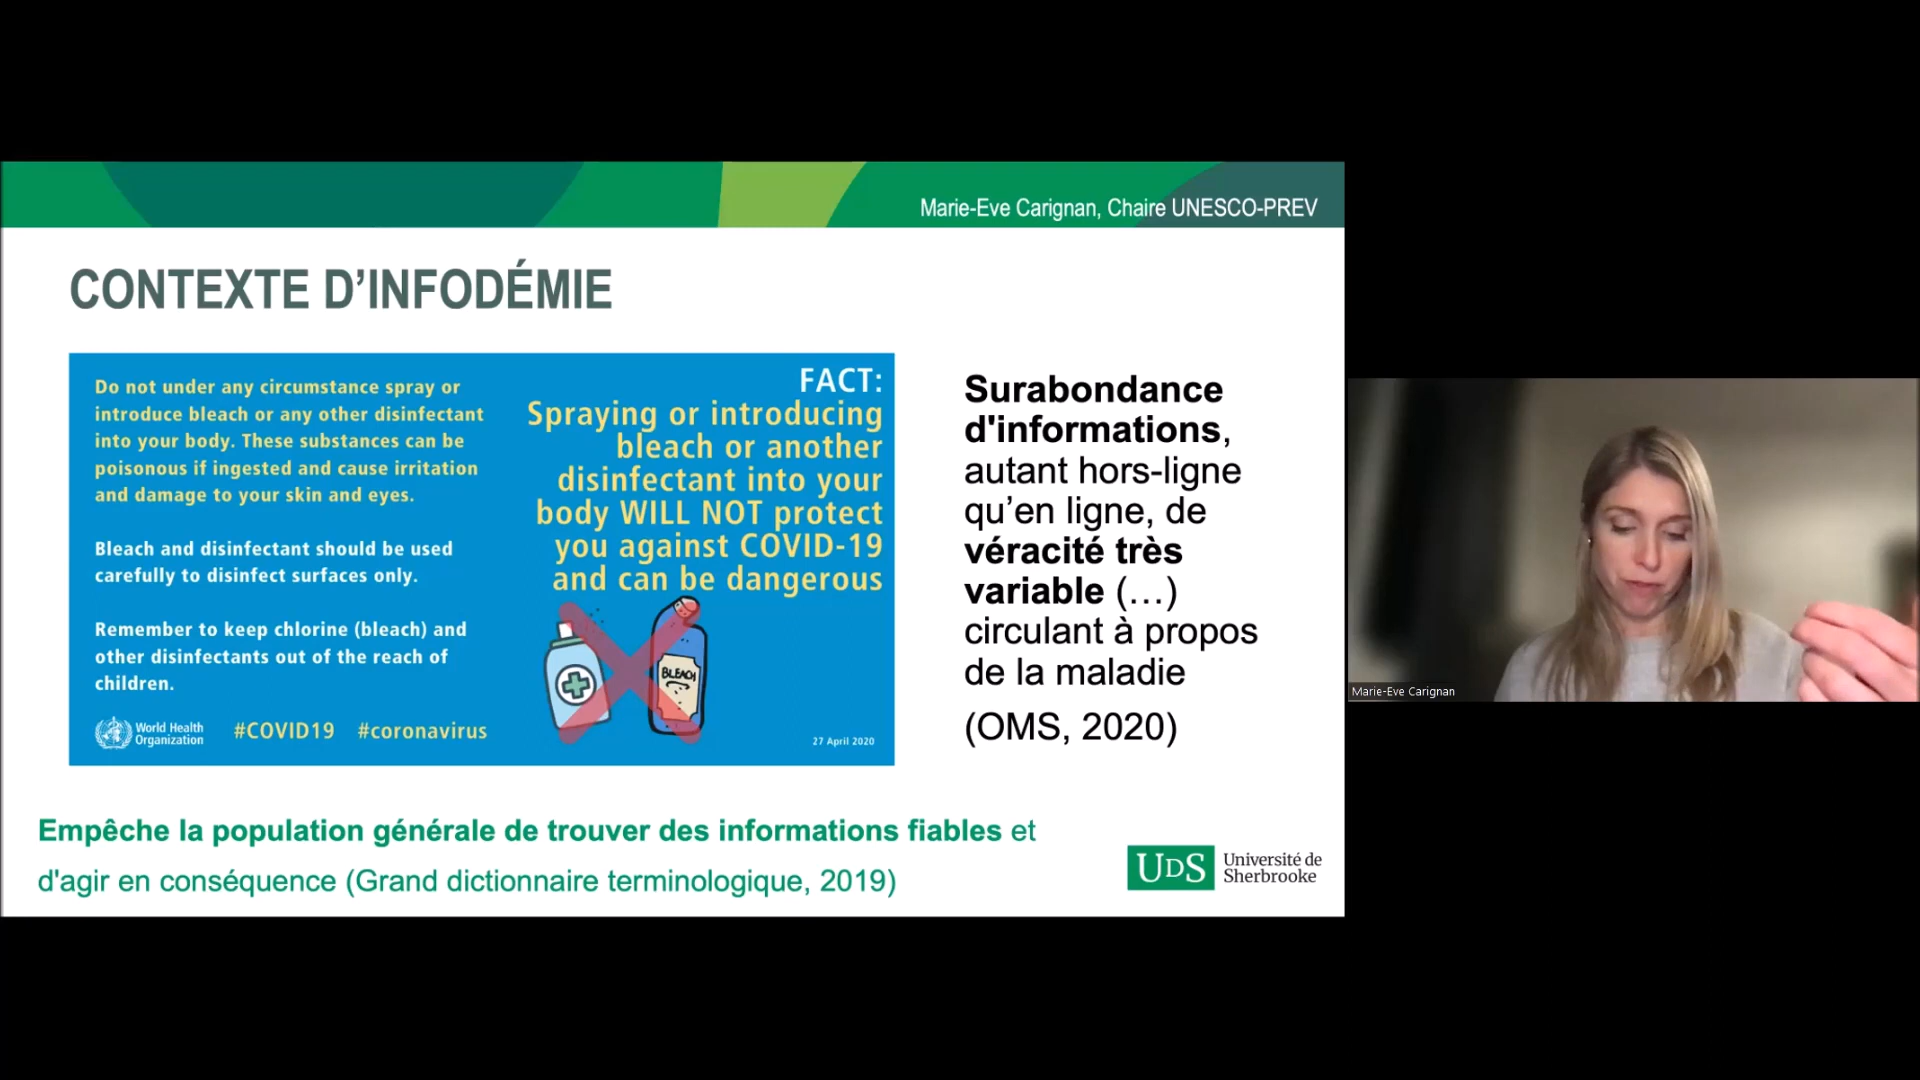 Marie-Eve Carignan, Chaire UNESCO-PREV
CONTEXTE D'INFODÉMIE
Do not under any circumstance spray or
introduce bleach or any other disinfectant
into your body. These substances can be
poisonous if ingested and cause irritation
and damage to your skin and eyes.
Bleach and disinfectant should be used
carefully to disinfect surfaces only.
Remember to keep chlorine (bleach) and
other disinfectants out of the reach of
children.
World Health
Organization
#COVID19 #coronavirus
FACT:
Spraying or introducing
bleach or another
disinfectant into your
body WILL NOT protect
you against COVID-19
and can be dangerous
BLEACH
27 April 2020
Surabondance
d'informations,
autant hors-ligne
qu’en ligne, de
véracité très
variable (…)
circulant à propos
de la maladie
(OMS, 2020)
Empêche la population générale de trouver des informations fiables et
d'agir en conséquence (Grand dictionnaire terminologique, 2019)
UDS
Université de
Sherbrooke
Marie-Eve Carignan